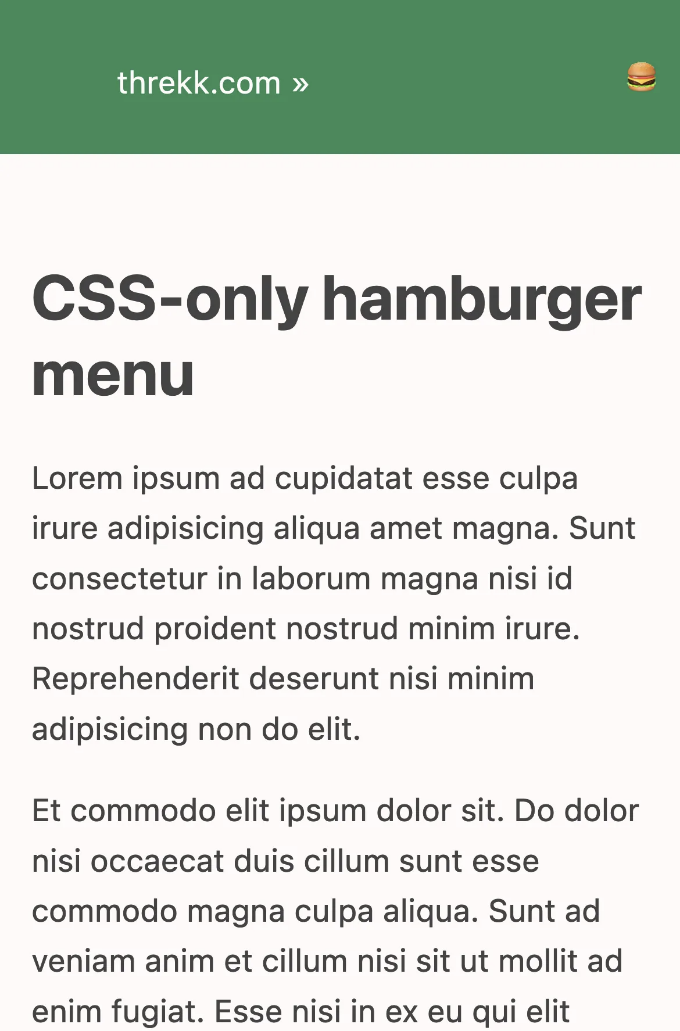 threkk.com »
CSS-only hamburger
menu
Lorem ipsum ad cupidatat esse culpa
irure adipisicing aliqua amet magna. Sunt
consectetur in laborum magna nisi id
nostrud proident nostrud minim irure.
Reprehenderit deserunt nisi minim
adipisicing non do elit.
Et commodo elit ipsum dolor sit. Do dolor
nisi occaecat duis cillum sunt esse
commodo magna culpa aliqua. Sunt ad
veniam anim et cillum nisi sit ut mollit ad
enim fugiat. Esse nisi in ex eu qui elit